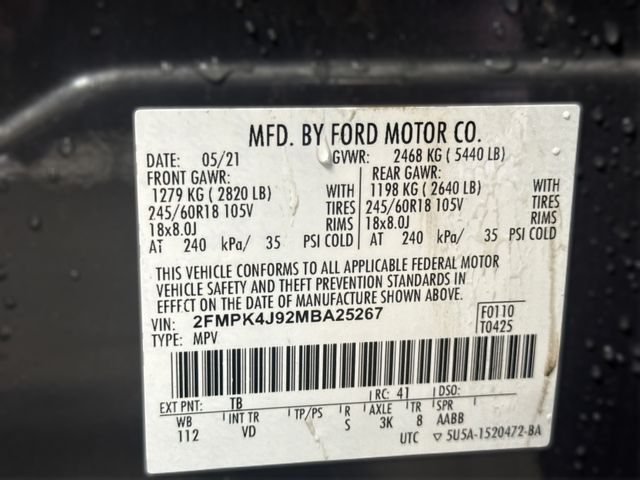 MFD. BY FORD MOTOR CO.
DATE: 05/21 GVWR: 2468 KG ( 5440 LB)
FRONT GAWR: REAR GAWR:
1279 KG ( 2820 LB) WITH 1198 KG ( 2640 LB) WITH
245/60R18 105V TIRES 245/60R18 105V TIRES
18x8.0J RIMS 18x8.0J RIMS
AT 240 kPa/ 35 PSI COLD AT 240 kPa/ 35 PSI COLD
THIS VEHICLE CONFORMS TO ALL APPLICABLE FEDERAL MOTOR
VEHICLE SAFETY AND THEFT PREVENTION STANDARDS IN
EFFECT ON THE DATE OF MANUFACTURE SHOWN ABOVE.
VIN: 2FMPK4J92MBA25267 F0110
TYPE: MPV T0425
EXT PNT: TB RC: 41 DSO:
WB INT TR TP/PS R AXLE TR SPR
112 VD S 3K 8 AABB
UTC ▽ 5U5A-1520472-BA